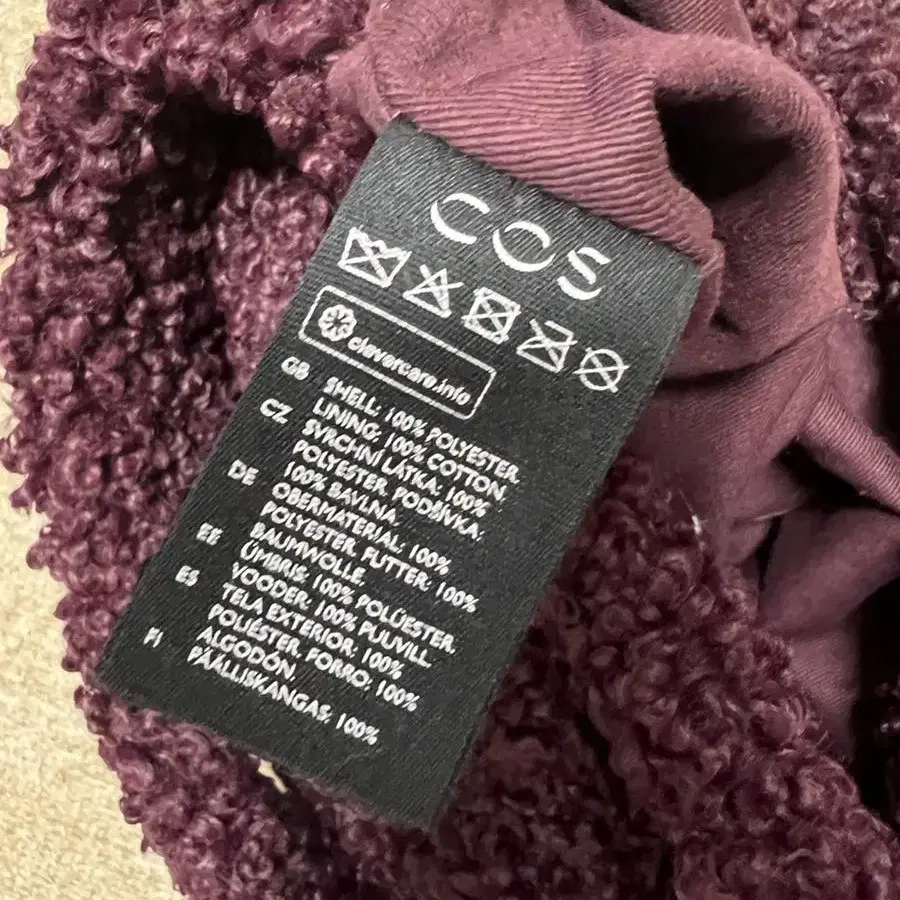 COS
clevercare.info
GB SHELL: 100% POLYESTER.
LINING: 100% COTTON.
CZ SVRCHNÍ LÁTKA: 100%
POLYESTER, PODŠÍVKA:
100% BAVLNA.
DE OBERMATERIAL: 100%
POLYESTER, FUTTER: 100%
BAUMWOLLE.
EE ÜMBRIS: 100% POLÜESTER.
VOODER: 100% PUUVILL.
ES TELA EXTERIOR: 100%
POLIÉSTER, FORRO: 100%
ALGODÓN.
FI PÄÄLLISKANGAS: 100%